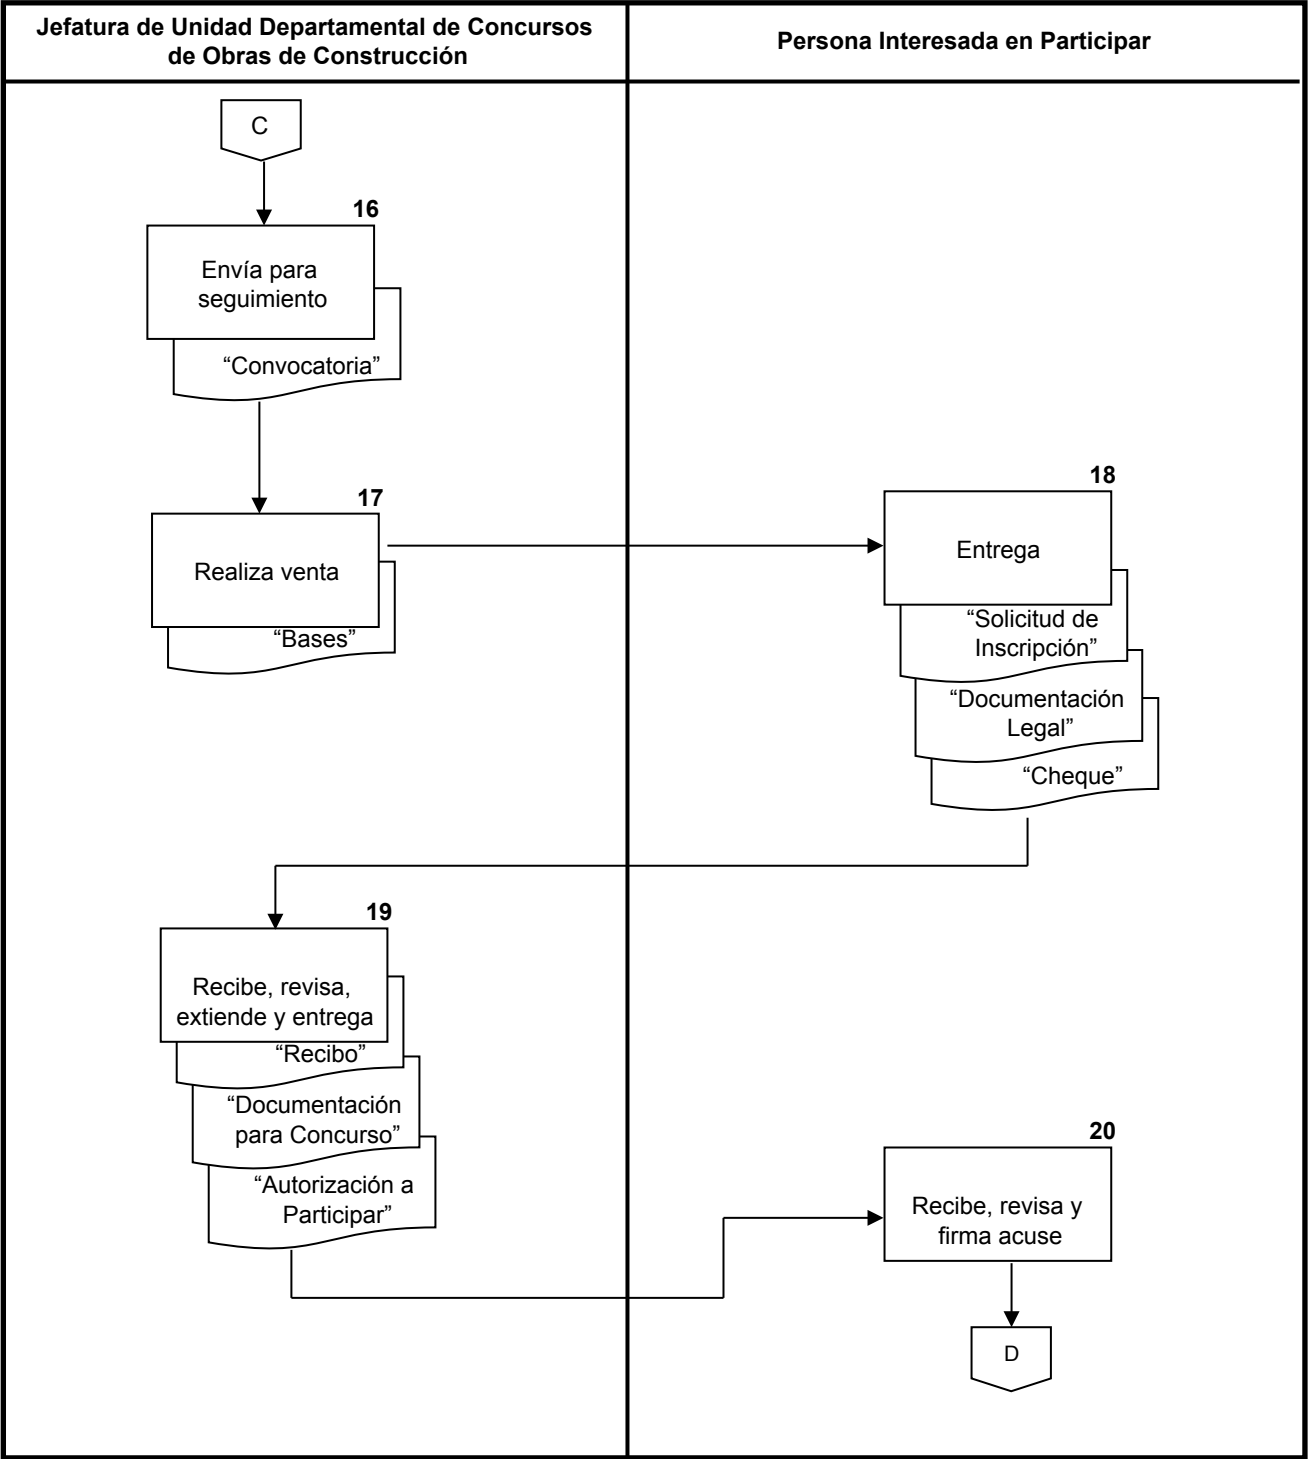 Jefatura de Unidad Departamental de Concursos
de Obras de Construcción
Persona Interesada en Participar
C
16
Envía para
seguimiento
“Convocatoria”
17
Realiza venta
“Bases”
18
Entrega
“Solicitud de
Inscripción”
“Documentación
Legal”
“Cheque”
19
Recibe, revisa,
extiende y entrega
“Recibo”
“Documentación
para Concurso”
“Autorización a
Participar”
20
Recibe, revisa y
firma acuse
D